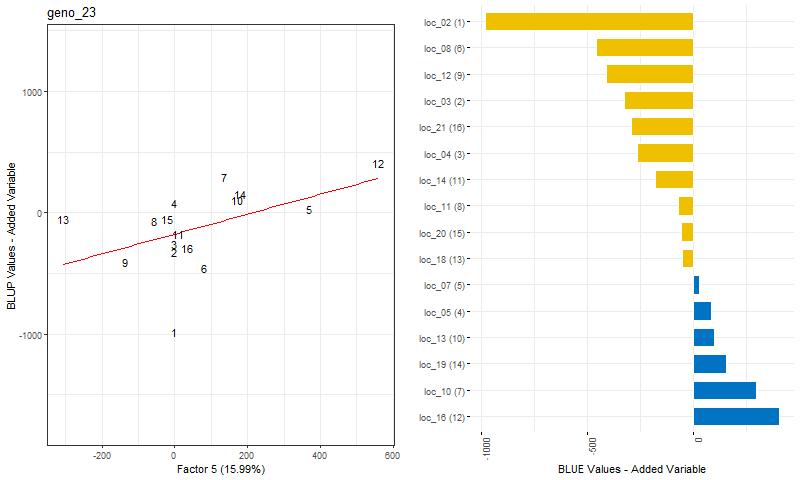 geno_23
BLUP Values - Added Variable
1000
0
-1000
12
7
14
10
5
4
13
8
15
11
3
2
16
9
6
1
-200
0
200
400
600
Factor 5 (15.99%)
loc_02 (1)
loc_08 (6)
loc_12 (9)
loc_03 (2)
loc_21 (16)
loc_04 (3)
loc_14 (11)
loc_11 (8)
loc_20 (15)
loc_18 (13)
loc_07 (5)
loc_05 (4)
loc_13 (10)
loc_19 (14)
loc_10 (7)
loc_16 (12)
-1000
-500
0
BLUE Values - Added Variable